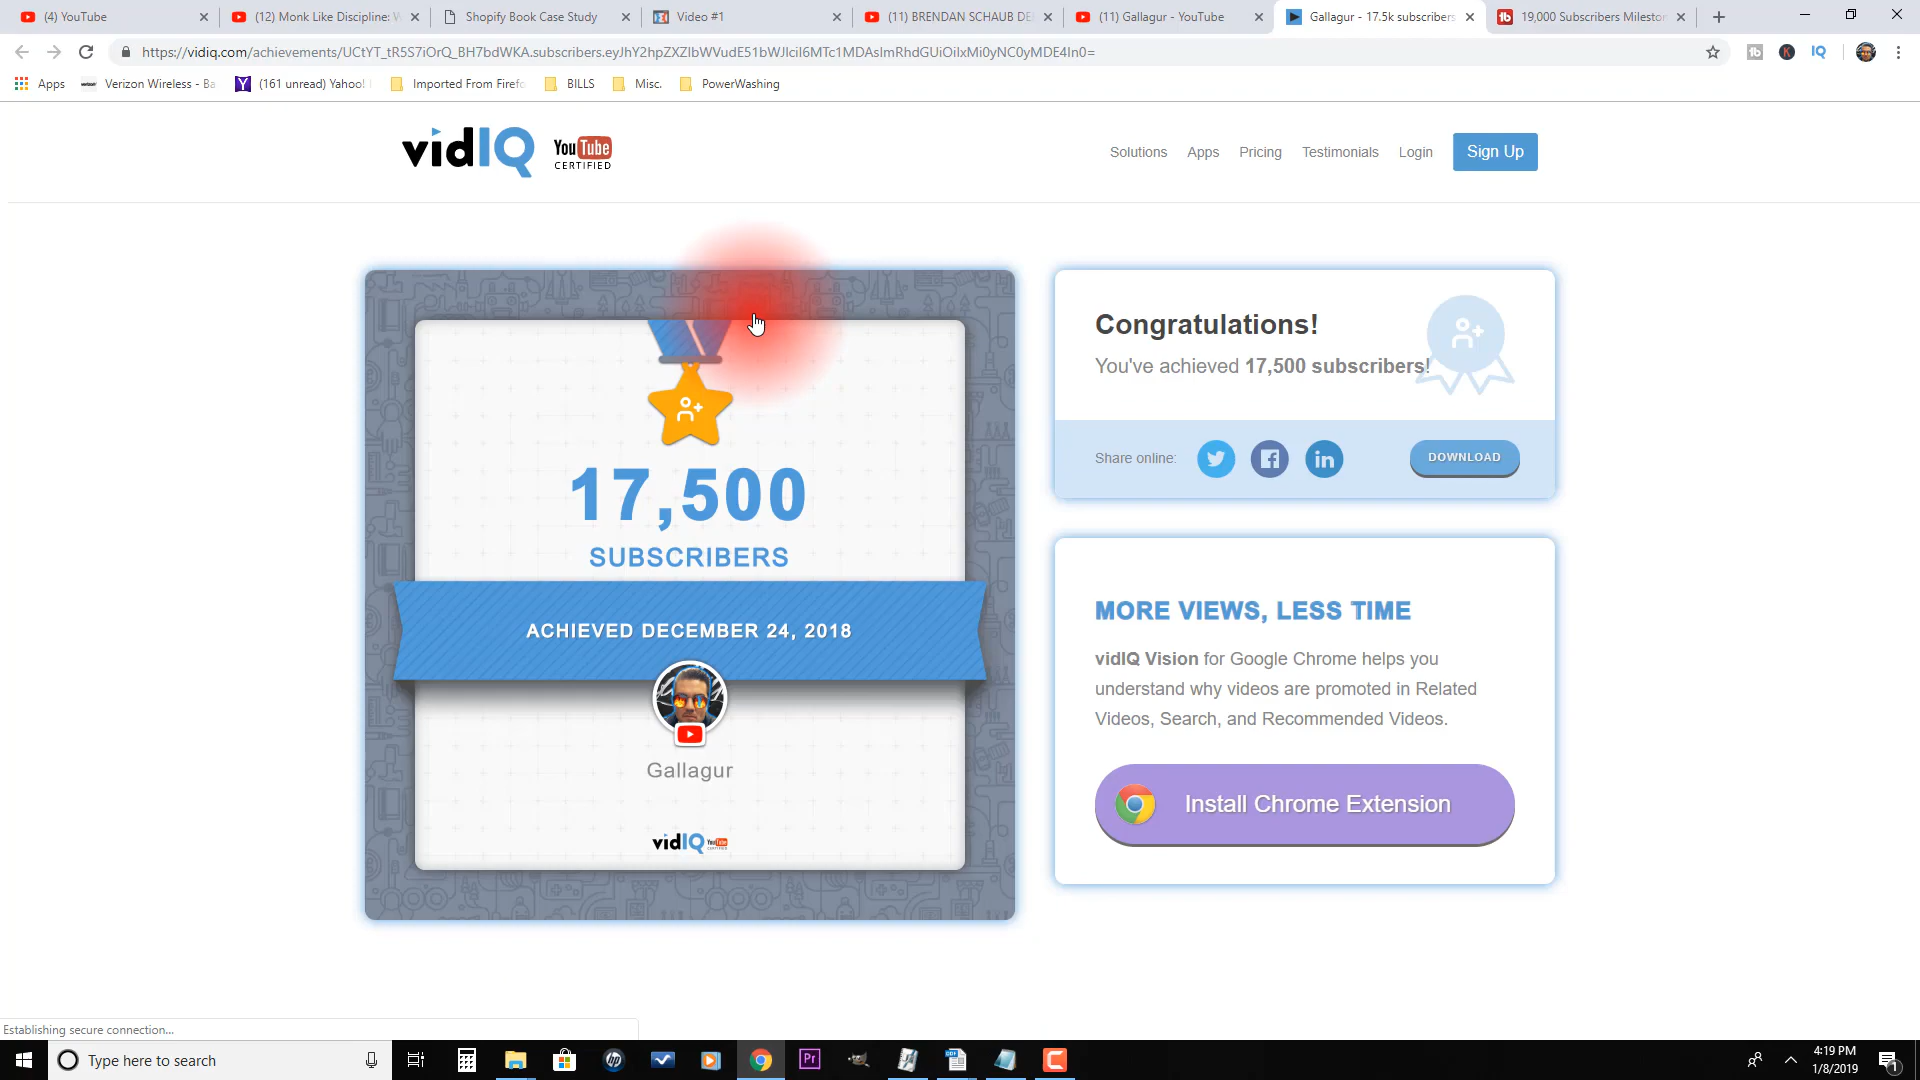 (4) YouTube
(12) Monk Like Discipline:
Shopify Book Case Study
Video #1
(11) BRENDAN SCHAUB DE
(11) Gallagur - YouTube
Gallagur - 17.5k subscribers
19,000 Subscribers Milesto
https://vidiq.com/achievements/UCtYT_tR5S7iOrQ_BH7bdWKA.subscribers.eyJhY2hpZXZlbWVudE51bWJlciI6MTc1MDAsImRhdGUiOiIxMi0yNC0yMDE4In0=
Apps
Verizon Wireless - Ba
(161 unread) Yahoo!
Imported From Firef
BILLS
Misc.
PowerWashing
vidIQ YouTube CERTIFIED
Solutions
Apps
Pricing
Testimonials
Login
Sign Up
17,500
SUBSCRIBERS
ACHIEVED DECEMBER 24, 2018
Gallagur
vidIQ YouTube
Congratulations!
You've achieved 17,500 subscribers!
Share online:
DOWNLOAD
MORE VIEWS, LESS TIME
vidIQ Vision for Google Chrome helps you
understand why videos are promoted in Related
Videos, Search, and Recommended Videos.
Install Chrome Extension
Establishing secure connection...
Type here to search
4:19 PM
1/8/2019